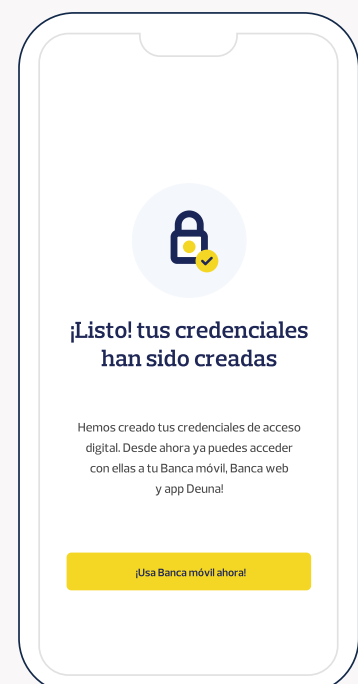 ¡Listo! tus credenciales
han sido creadas
Hemos creado tus credenciales de acceso
digital. Desde ahora ya puedes acceder
con ellas a tu Banca móvil, Banca web
y app Deuna!
¡Usa Banca móvil ahora!